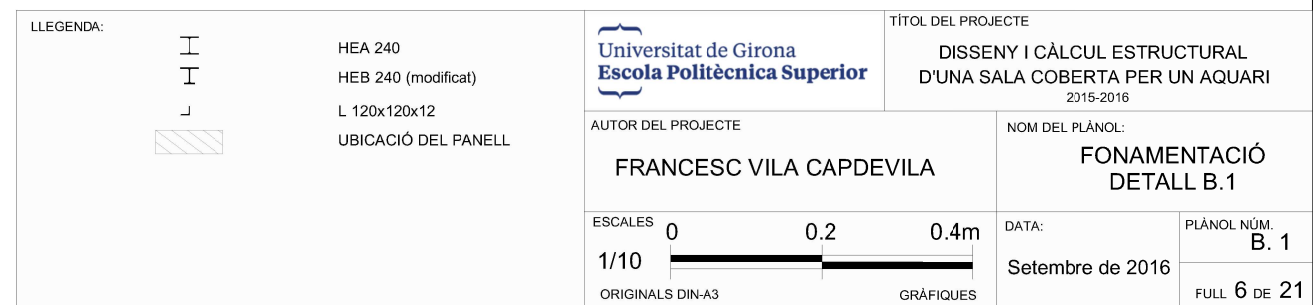 LLEGENDA:
HEA 240
HEB 240 (modificat)
L 120x120x12
UBICACIÓ DEL PANELL
Universitat de Girona
Escola Politècnica Superior
TÍTOL DEL PROJECTE
DISSENY I CÀLCUL ESTRUCTURAL
D'UNA SALA COBERTA PER UN AQUARI
2015-2016
AUTOR DEL PROJECTE
FRANCESC VILA CAPDEVILA
NOM DEL PLÀNOL:
FONAMENTACIÓ
DETALL B.1
ESCALES
0 0.2 0.4m
1/10
ORIGINALS DIN-A3
GRÀFIQUES
DATA:
Setembre de 2016
PLÀNOL NÚM.
B. 1
FULL 6 DE 21